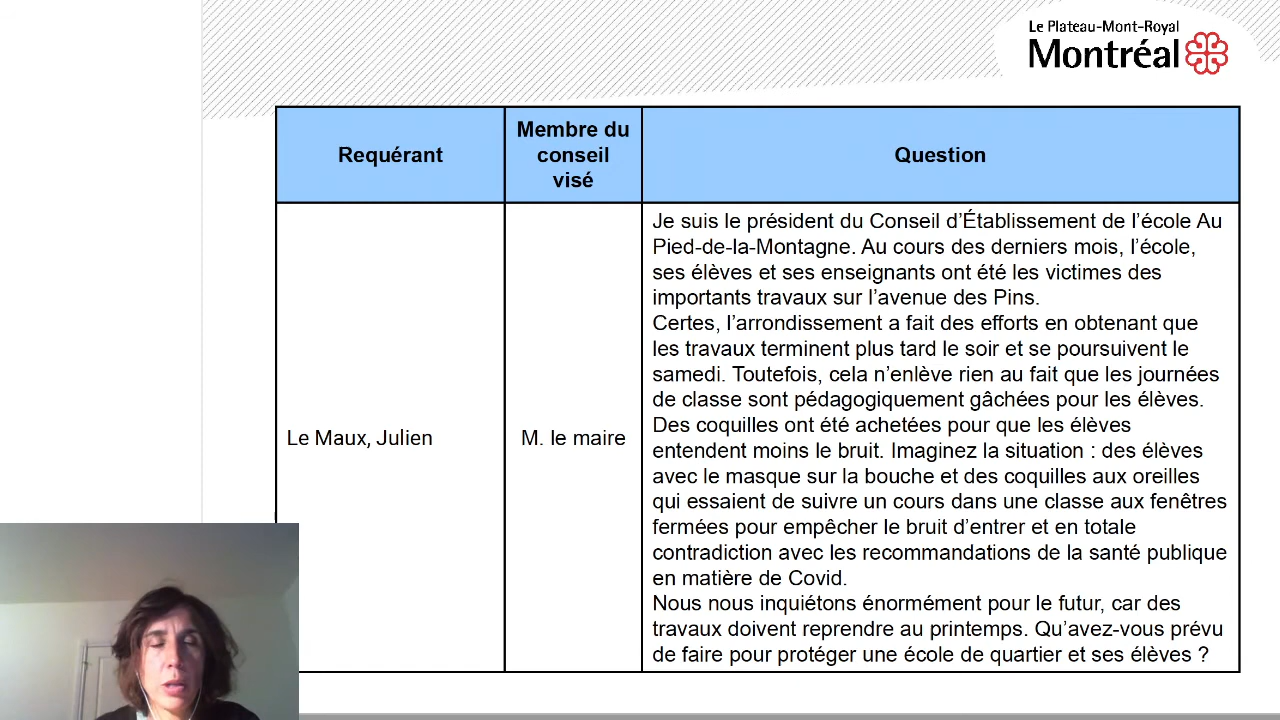 Le Plateau-Mont-Royal
Montréal
Requérant
Membre du
conseil
visé
Question
Le Maux, Julien
M. le maire
Je suis le président du Conseil d’Établissement de l’école Au
Pied-de-la-Montagne. Au cours des derniers mois, l’école,
ses élèves et ses enseignants ont été les victimes des
importants travaux sur l’avenue des Pins.
Certes, l’arrondissement a fait des efforts en obtenant que
les travaux terminent plus tard le soir et se poursuivent le
samedi. Toutefois, cela n’enlève rien au fait que les journées
de classe sont pédagogiquement gâchées pour les élèves.
Des coquilles ont été achetées pour que les élèves
entendent moins le bruit. Imaginez la situation : des élèves
avec le masque sur la bouche et des coquilles aux oreilles
qui essaient de suivre un cours dans une classe aux fenêtres
fermées pour empêcher le bruit d’entrer et en totale
contradiction avec les recommandations de la santé publique
en matière de Covid.
Nous nous inquiétons énormément pour le futur, car des
travaux doivent reprendre au printemps. Qu’avez-vous prévu
de faire pour protéger une école de quartier et ses élèves ?